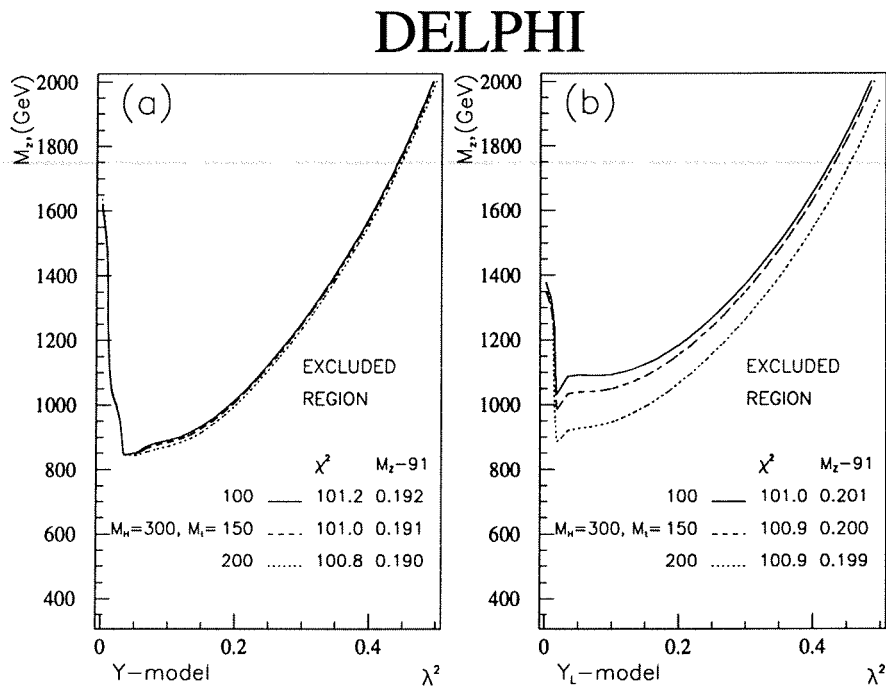 DELPHI
M_Z', (GeV)
(a)
2000
1800
1600
1400
1200
1000
800
600
400
EXCLUDED
REGION
χ² M_Z−91
100 101.2 0.192
M_H=300, M_t= 150 101.0 0.191
200 100.8 0.190
0 0.2 0.4
Y−model λ²
M_Z', (GeV)
(b)
2000
1800
1600
1400
1200
1000
800
600
400
EXCLUDED
REGION
χ² M_Z−91
100 101.0 0.201
M_H=300, M_t= 150 100.9 0.200
200 100.9 0.199
0 0.2 0.4
Y_L−model λ²